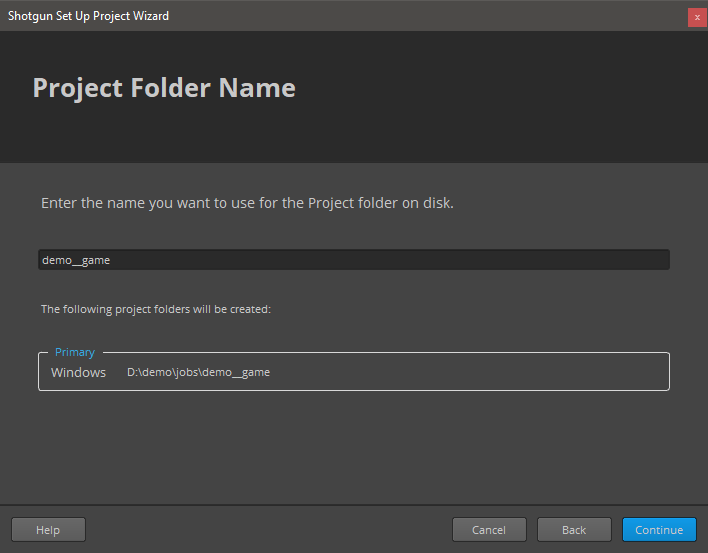 Shotgun Set Up Project Wizard
x
Project Folder Name
Enter the name you want to use for the Project folder on disk.
demo__game
The following project folders will be created:
Primary
Windows D:\demo\jobs\demo__game
Help Cancel Back Continue